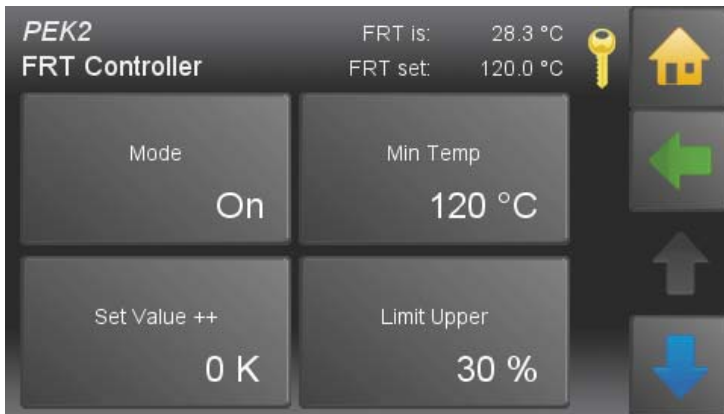 PEK2
FRT is: 28.3 °C
FRT Controller
FRT set: 120.0 °C
Mode
On
Min Temp
120 °C
Set Value ++
0 K
Limit Upper
30 %